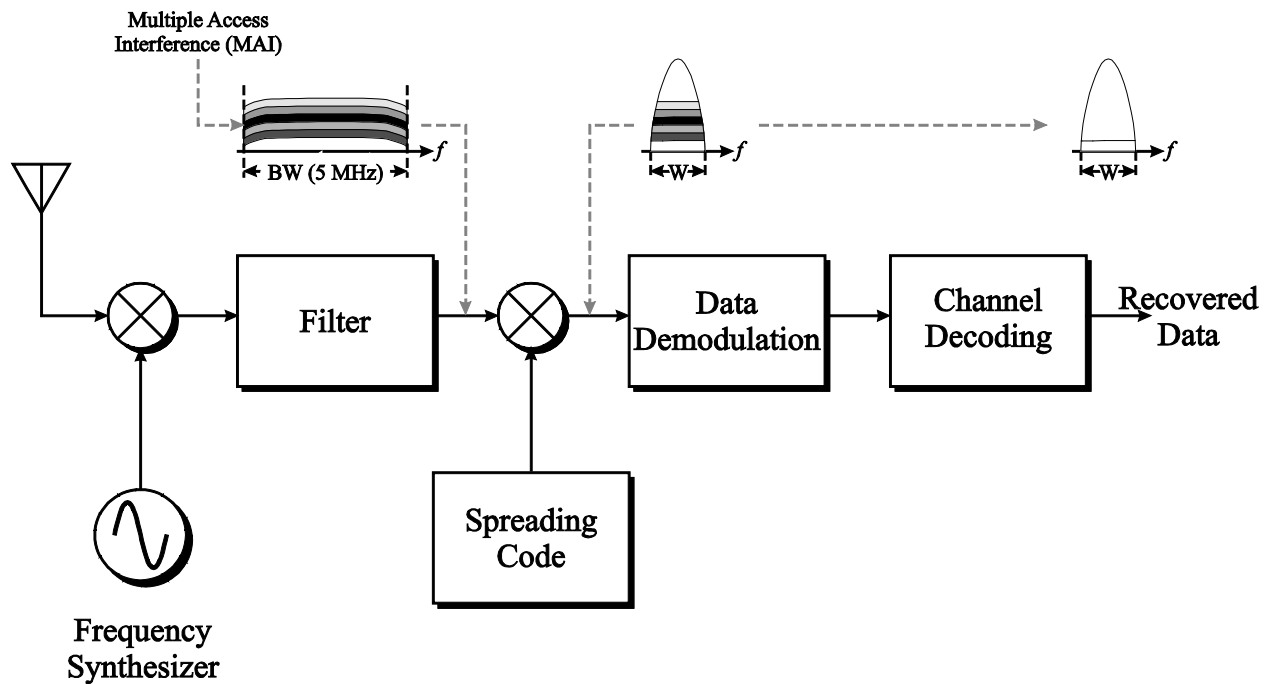 Multiple Access
Interference (MAI)
f
BW (5 MHz)
f
W
f
W
Filter
Data
Demodulation
Channel
Decoding
Recovered
Data
Spreading
Code
Frequency
Synthesizer